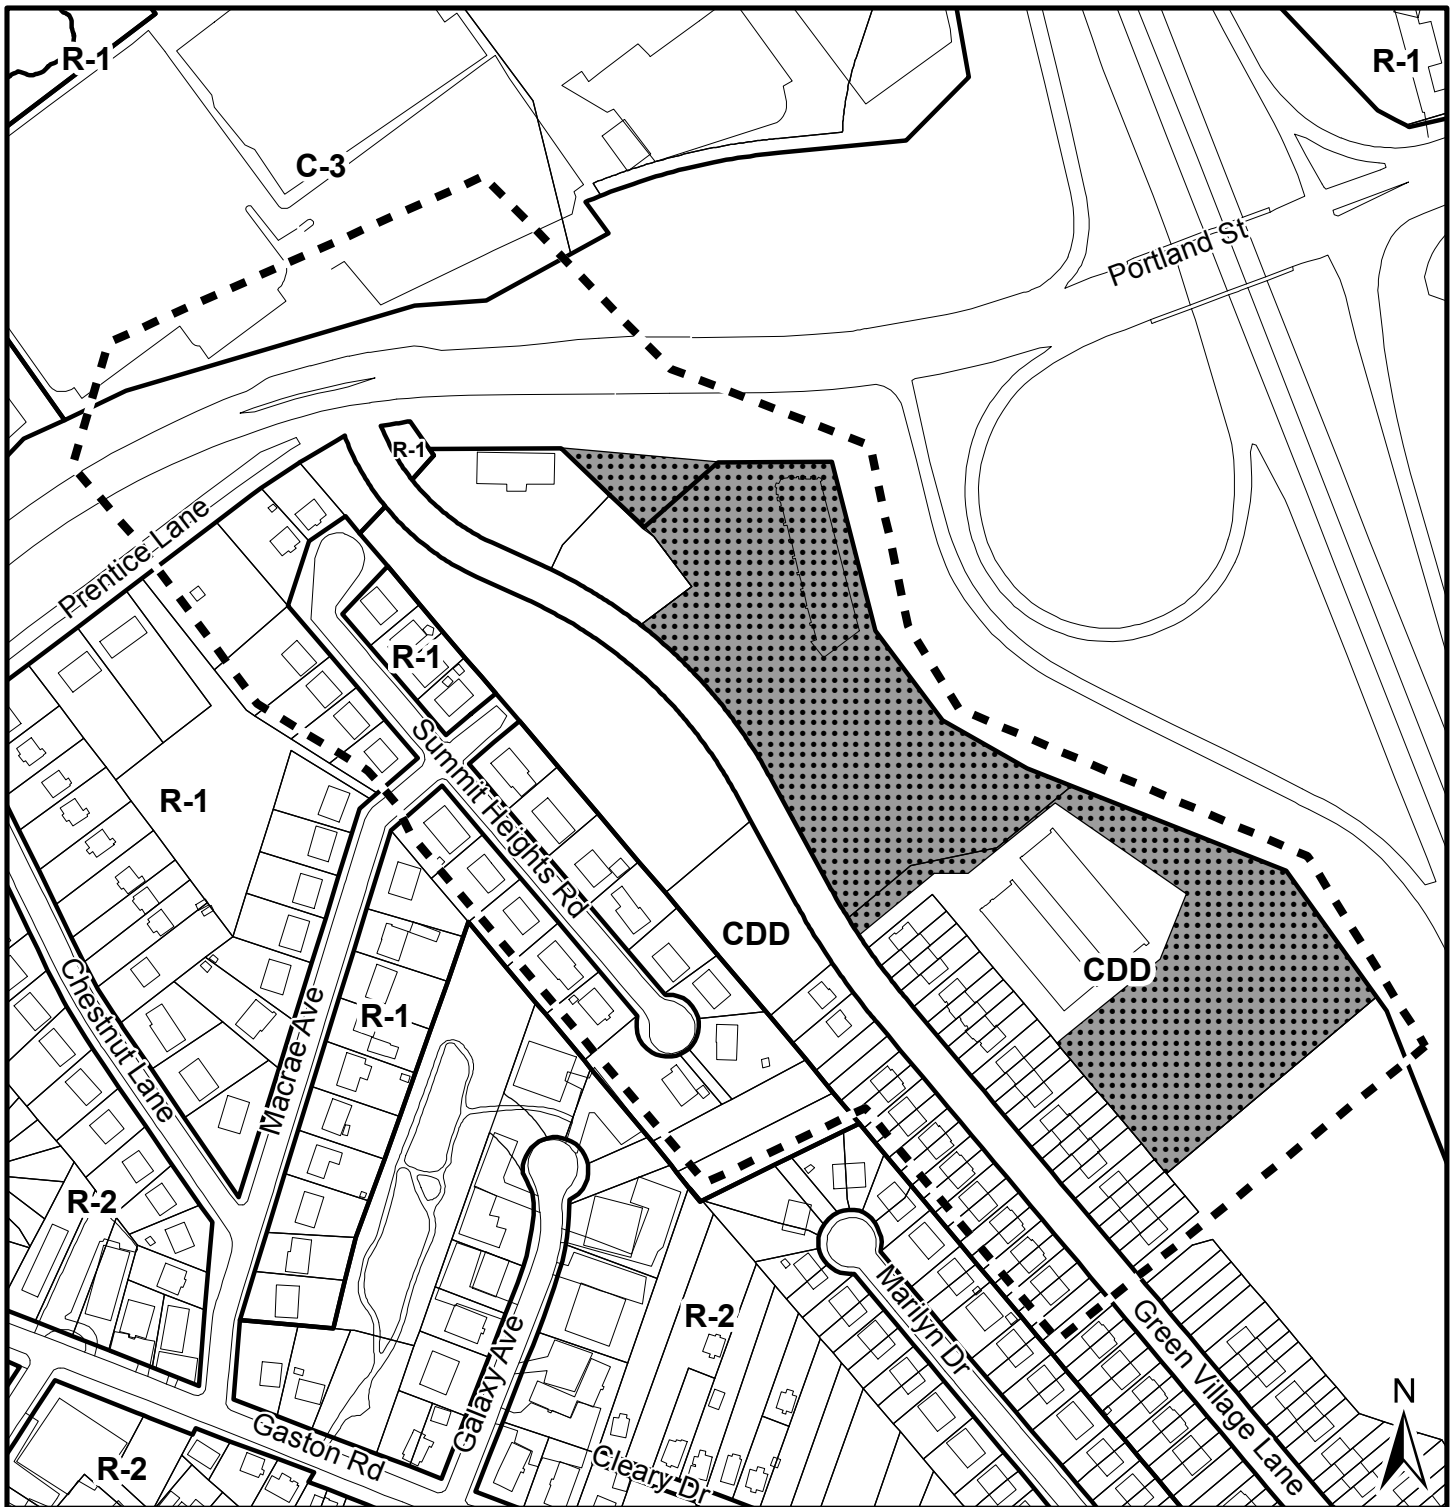 R-1
R-1
C-3
Portland St
R-1
Prentice Lane
R-1
Summit Heights Rd
R-1
CDD
CDD
Chestnut Lane
Macrae Ave
R-1
R-2
Marilyn Dr
R-2
Green Village Lane
Galaxy Ave
N
Gaston Rd
Cleary Dr
R-2